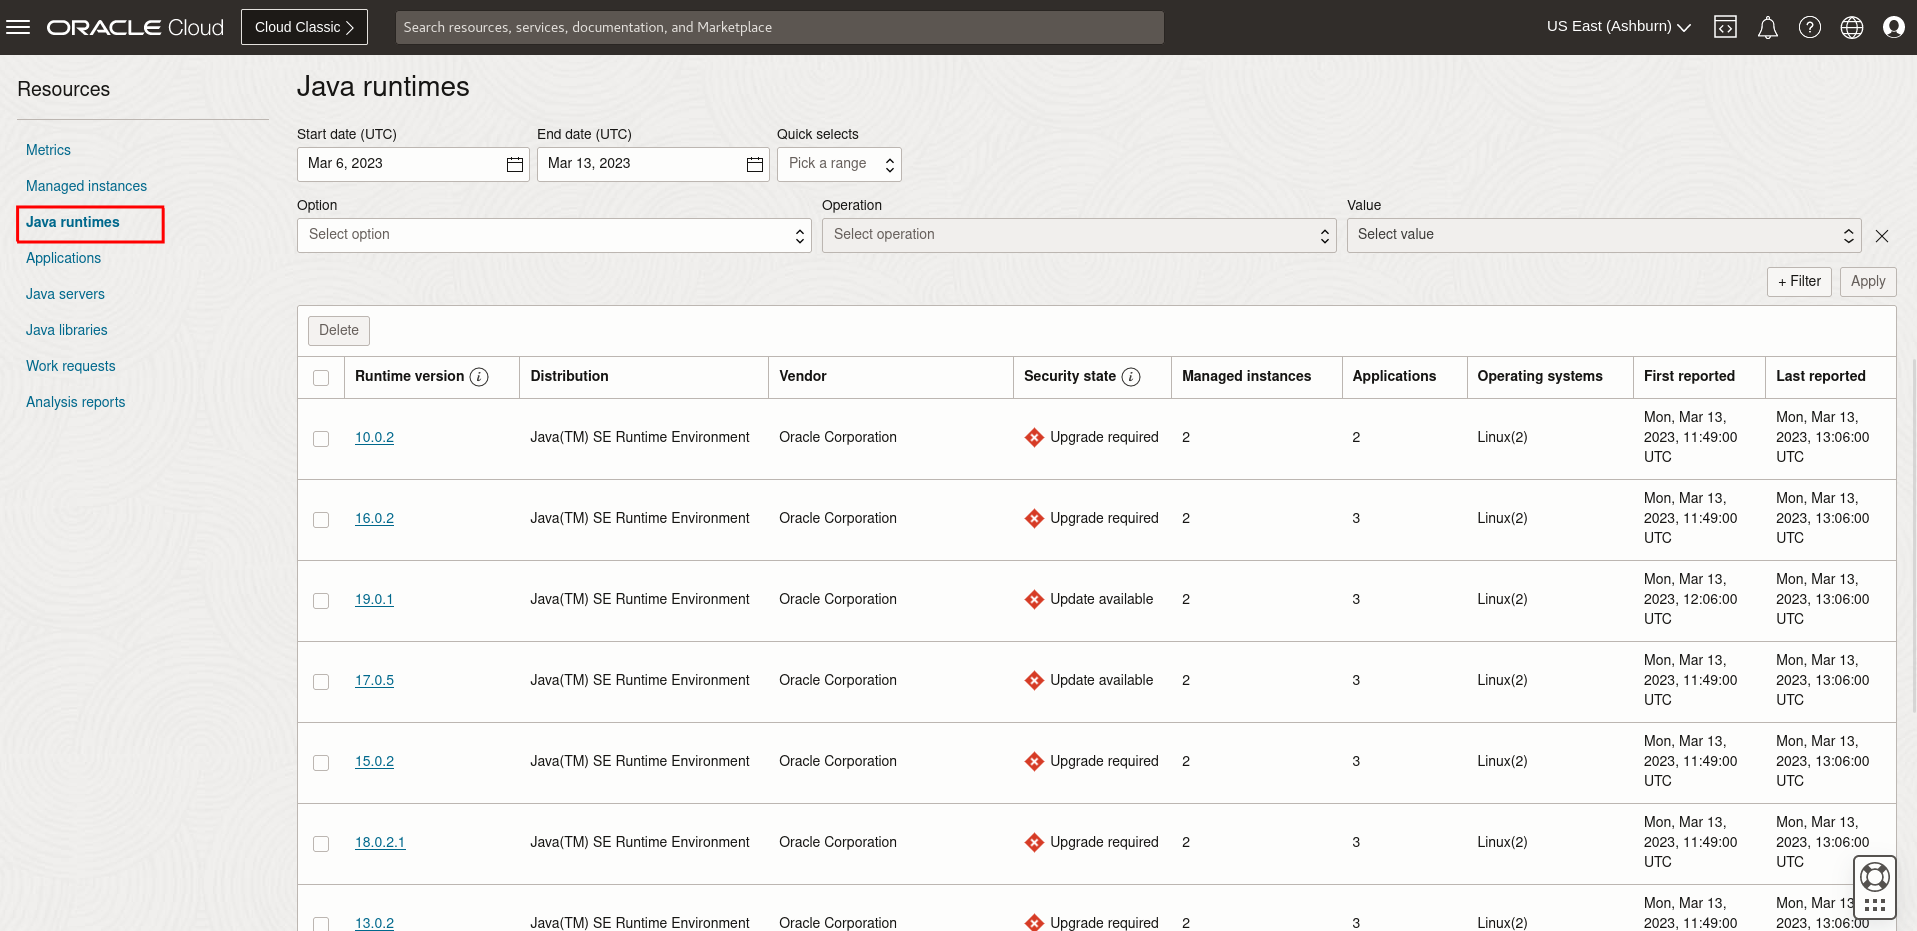 ORACLE Cloud
Cloud Classic
Search resources, services, documentation, and Marketplace
US East (Ashburn)
Resources
Metrics
Managed instances
Java runtimes
Applications
Java servers
Java libraries
Work requests
Analysis reports
Java runtimes
Start date (UTC) End date (UTC) Quick selects
Mar 6, 2023 Mar 13, 2023 Pick a range
Option Operation Value
Select option Select operation Select value
+ Filter Apply
Delete
Runtime version i Distribution Vendor Security state i Managed instances Applications Operating systems First reported Last reported
10.0.2 Java(TM) SE Runtime Environment Oracle Corporation Upgrade required 2 2 Linux(2) Mon, Mar 13, 2023, 11:49:00 UTC Mon, Mar 13, 2023, 13:06:00 UTC
16.0.2 Java(TM) SE Runtime Environment Oracle Corporation Upgrade required 2 3 Linux(2) Mon, Mar 13, 2023, 11:49:00 UTC Mon, Mar 13, 2023, 13:06:00 UTC
19.0.1 Java(TM) SE Runtime Environment Oracle Corporation Update available 2 3 Linux(2) Mon, Mar 13, 2023, 12:06:00 UTC Mon, Mar 13, 2023, 13:06:00 UTC
17.0.5 Java(TM) SE Runtime Environment Oracle Corporation Update available 2 3 Linux(2) Mon, Mar 13, 2023, 11:49:00 UTC Mon, Mar 13, 2023, 13:06:00 UTC
15.0.2 Java(TM) SE Runtime Environment Oracle Corporation Upgrade required 2 3 Linux(2) Mon, Mar 13, 2023, 11:49:00 UTC Mon, Mar 13, 2023, 13:06:00 UTC
18.0.2.1 Java(TM) SE Runtime Environment Oracle Corporation Upgrade required 2 3 Linux(2) Mon, Mar 13, 2023, 11:49:00 UTC Mon, Mar 13, 2023, 13:06:00 UTC
13.0.2 Java(TM) SE Runtime Environment Oracle Corporation Upgrade required 2 3 Linux(2) Mon, Mar 13, 2023, 11:49:00 Mon, Mar 13 2023, 13:06:00